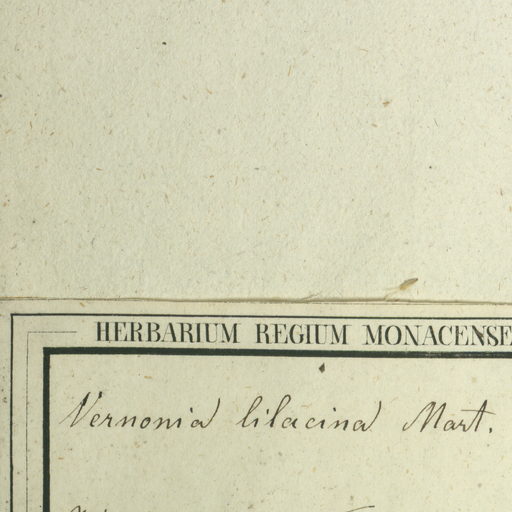 HERBARIUM REGIUM MONACENSE
Vernonia lilacina Mart.